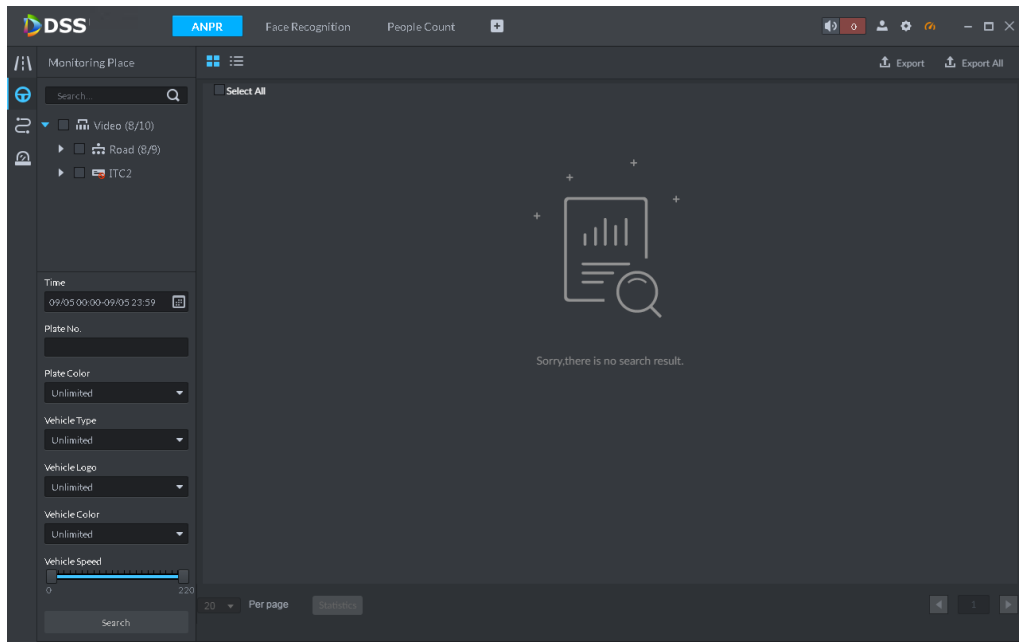 DSS
ANPR
Face Recognition
People Count
0
Monitoring Place
Export
Export All
Search...
Select All
Video (8/10)
Road (8/9)
ITC2
Time
09/05 00:00-09/05 23:59
Plate No.
Plate Color
Unlimited
Vehicle Type
Unlimited
Vehicle Logo
Unlimited
Vehicle Color
Unlimited
Vehicle Speed
0
220
Search
Sorry,there is no search result.
20
Per page
Statistics
1